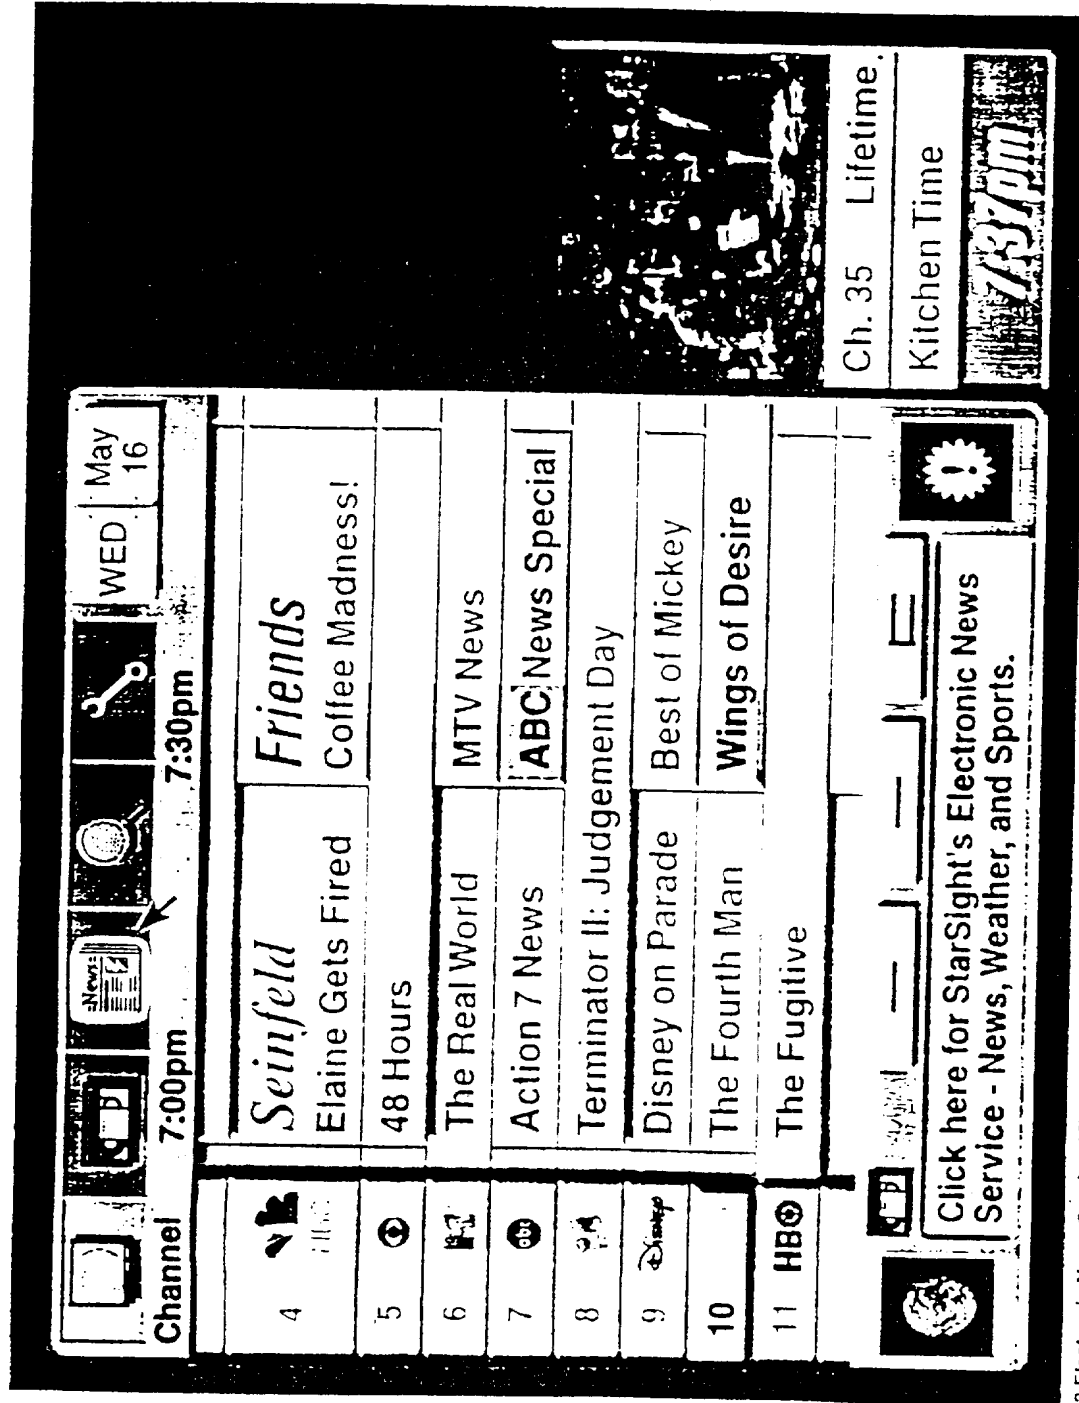 News
WED May 16
Channel 7:00pm 7:30pm
4 Seinfeld Friends
Elaine Gets Fired Coffee Madness!
5 48 Hours
6 The Real World MTV News
7 abc Action 7 News ABC News Special
8 Terminator II: Judgement Day
9 Disney Disney on Parade Best of Mickey
10 The Fourth Man Wings of Desire
11 HBO The Fugitive
Click here for StarSight's Electronic News
Service - News, Weather, and Sports.
!
Ch. 35 Lifetime
Kitchen Time
7:37pm